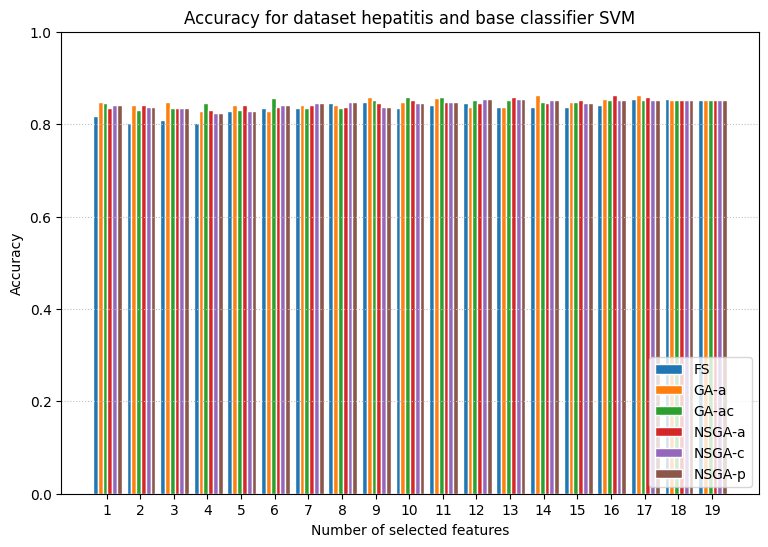 Accuracy for dataset hepatitis and base classifier SVM
1.0
0.8
0.6
0.4
0.2
0.0
Accuracy
FS
GA-a
GA-ac
NSGA-a
NSGA-c
NSGA-p
1 2 3 4 5 6 7 8 9 10 11 12 13 14 15 16 17 18 19
Number of selected features